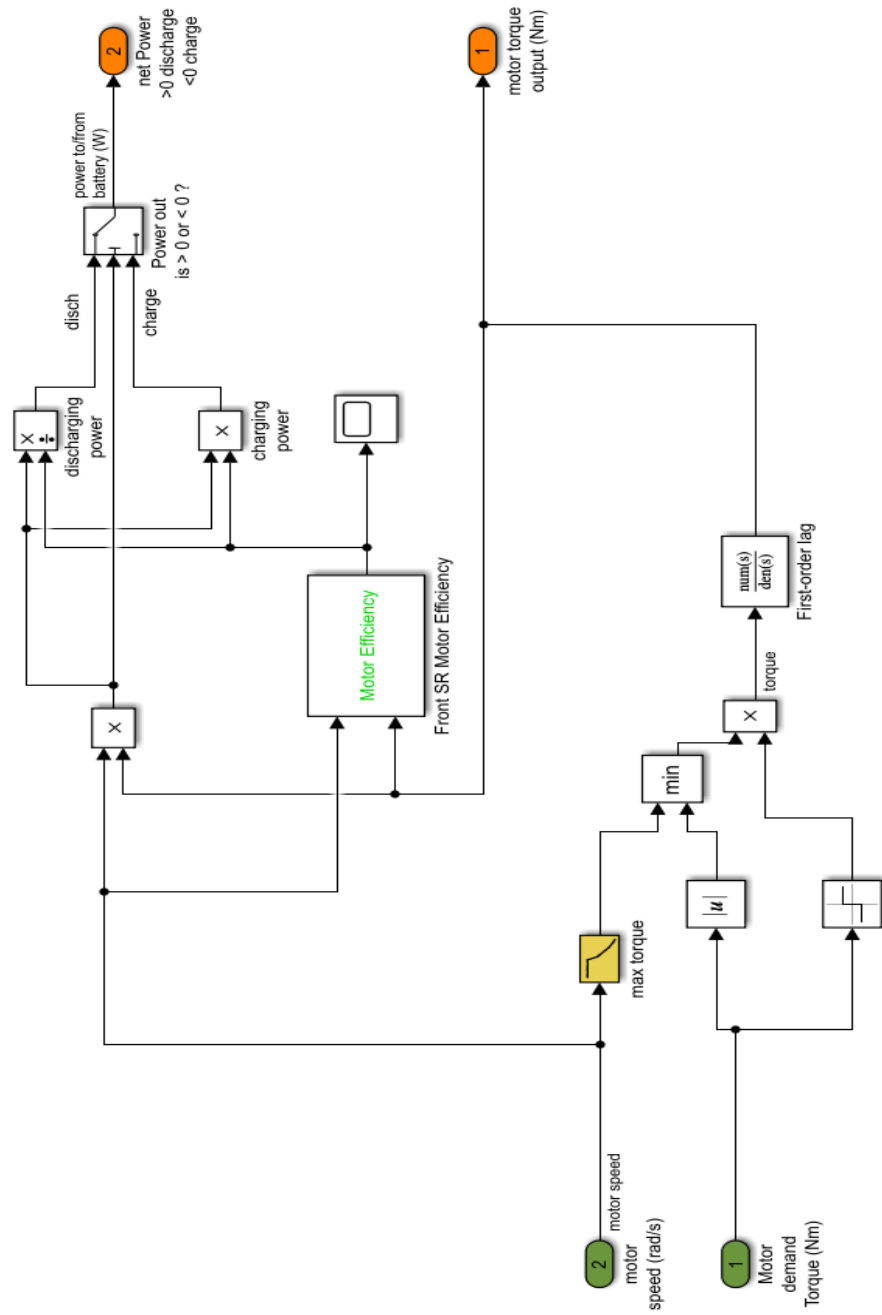 2
net Power
>0 discharge
<0 charge
power to/from
battery (W)
Power out
is > 0 or < 0 ?
disch
charge
X
÷
discharging
power
X
charging
power
X
Motor Efficiency
Front SR Motor Efficiency
1
motor torque
output (Nm)
num(s)
den(s)
First-order lag
torque
X
min
|u|
max torque
motor speed
2
motor
speed (rad/s)
1
Motor
demand
Torque (Nm)